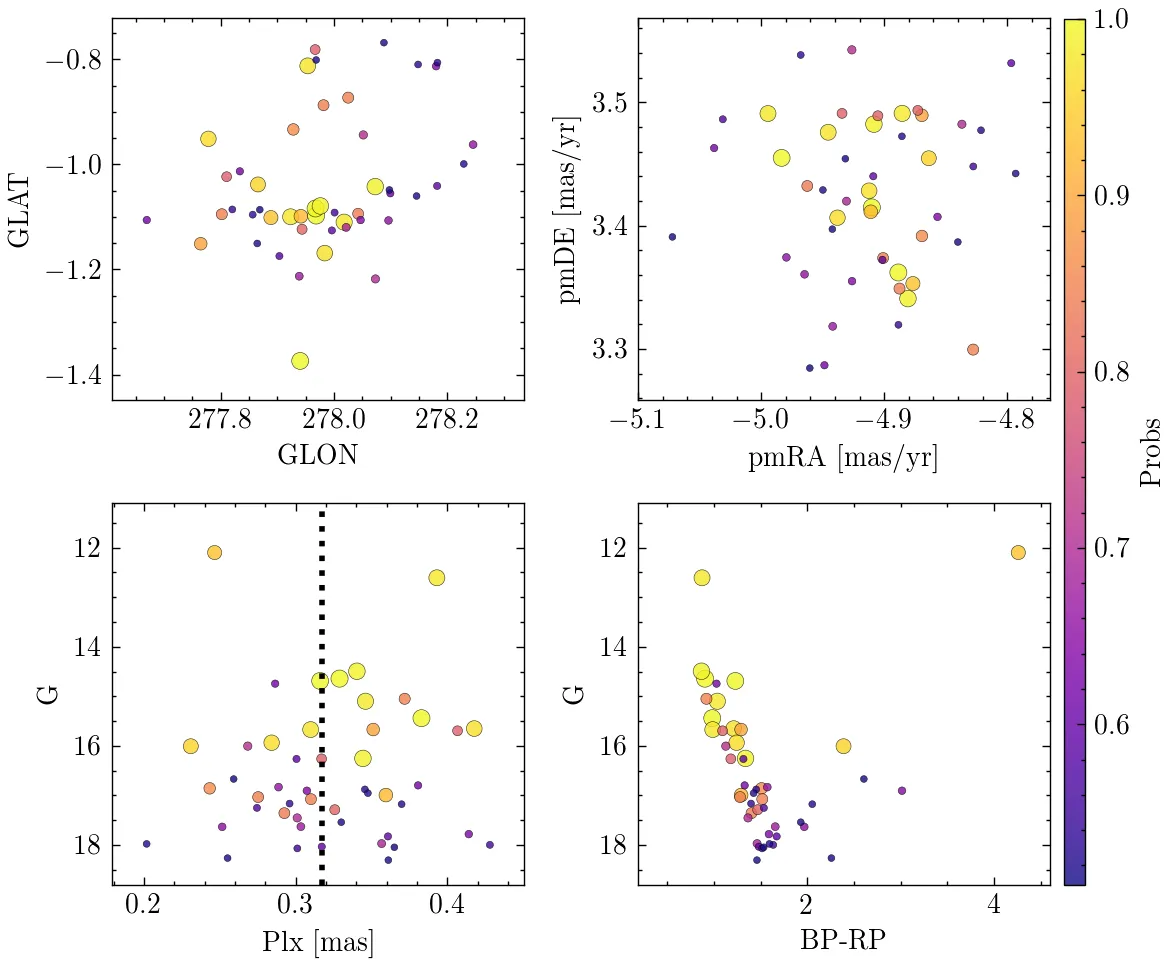 −0.8
−1.0
−1.2
−1.4
GLAT
277.8 278.0 278.2
GLON
3.5
3.4
3.3
pmDE [mas/yr]
−5.1 −5.0 −4.9 −4.8
pmRA [mas/yr]
1.0
0.9
0.8
0.7
0.6
Probs
12
14
16
18
G
0.2 0.3 0.4
Plx [mas]
12
14
16
18
G
2 4
BP-RP